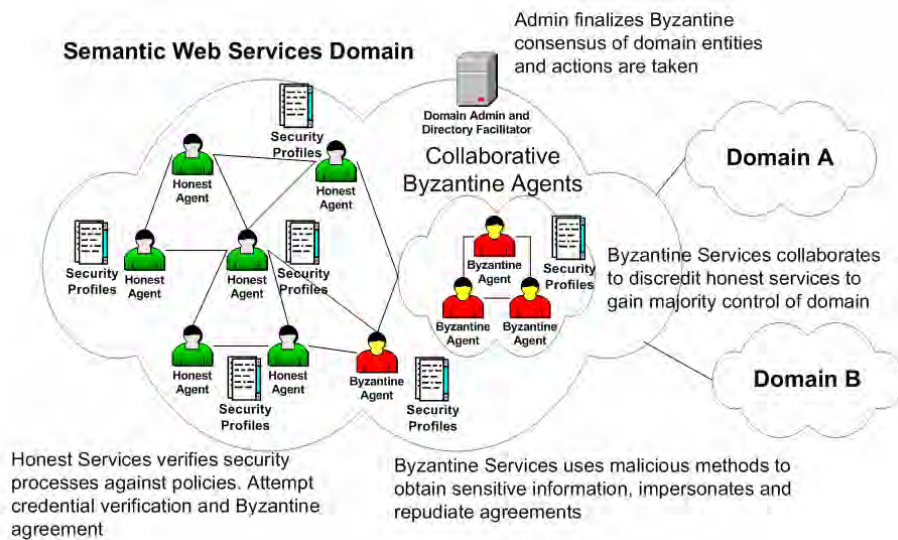 Semantic Web Services Domain
Admin finalizes Byzantine
consensus of domain entities
and actions are taken
Domain Admin and
Directory Facilitator
Security
Profiles
Honest
Agent
Honest
Agent
Collaborative
Byzantine Agents
Domain A
Security
Profiles
Honest
Agent
Honest
Agent
Security
Profiles
Byzantine
Agent
Security
Profiles
Byzantine
Agent
Byzantine
Agent
Byzantine Services collaborates
to discredit honest services to
gain majority control of domain
Honest
Agent
Security
Profiles
Honest
Agent
Byzantine
Agent
Security
Profiles
Domain B
Honest Services verifies security
processes against policies. Attempt
credential verification and Byzantine
agreement
Byzantine Services uses malicious methods to
obtain sensitive information, impersonates and
repudiate agreements